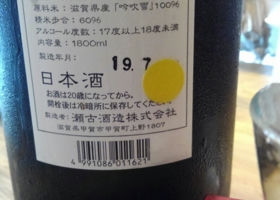 原料米：滋賀県産「吟吹雪」100%
精米歩合：60%
アルコール度数：17度以上18度未満
内容量：1800ml
製造年月： 19.7
日本酒
お酒は20歳になってから。
開栓後は冷暗所に保存してくださ
製造者：瀬古酒造株式会社
滋賀県甲賀市甲賀町上野1807
4 991086 011621